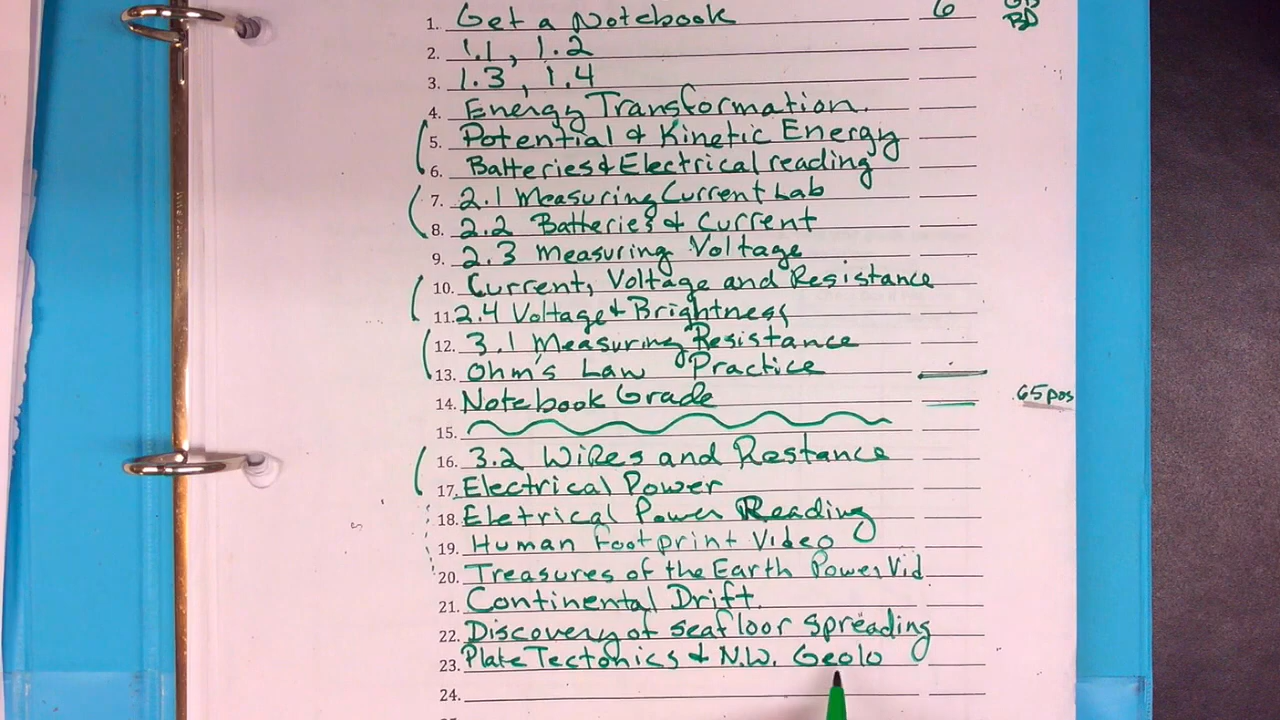 1. Get a Notebook 6
BD
2. 1.1, 1.2
3. 1.3, 1.4
4. Energy Transformation.
5. Potential & Kinetic Energy
6. Batteries & Electrical reading
7. 2.1 Measuring Current Lab
8. 2.2 Batteries & Current
9. 2.3 Measuring Voltage
10. Current, Voltage and Resistance
11. 2.4 Voltage & Brightness
12. 3.1 Measuring Resistance
13. Ohm's Law Practice
14. Notebook Grade 65pos
15.
16. 3.2 Wires and Restance
17. Electrical Power
18. Eletrical Power Reading
19. Human Footprint Video
20. Treasures of the Earth Power Vid
21. Continental Drift.
22. Discovery of seafloor spreading
23. Plate Tectonics & N.W. Geolo
24.